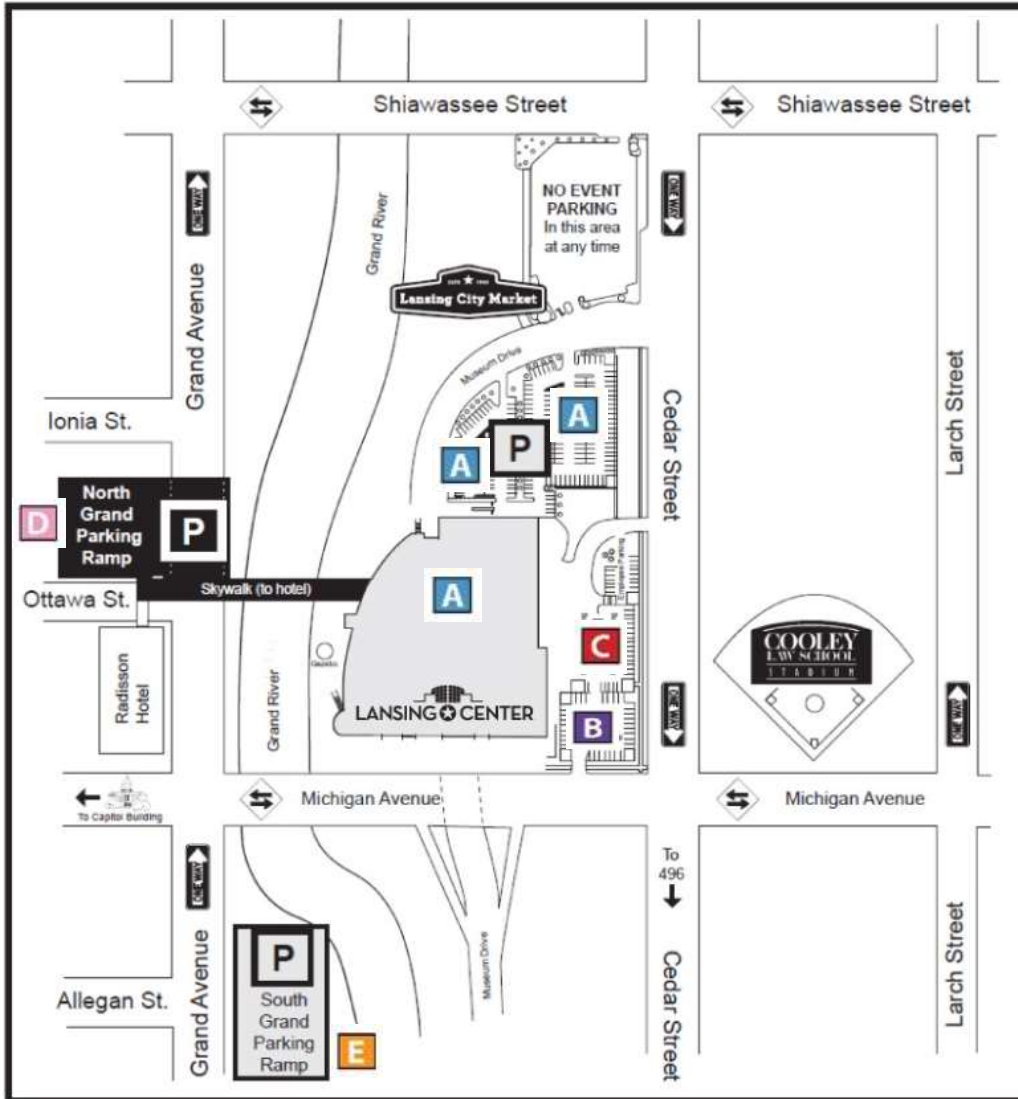 Shiawassee Street
Shiawassee Street
ONE WAY
Grand Avenue
Grand River
NO EVENT
PARKING
In this area
at any time
ONE WAY
Lansing City Market
Museum Drive
Cedar Street
Larch Street
Ionia St.
A
A
P
D
North
Grand
Parking
Ramp
P
Skywalk (to hotel)
Ottawa St.
A
Employee Parking
C
COOLEY
LAW SCHOOL
STADIUM
Radisson
Hotel
Gazebo
Grand River
LANSING CENTER
B
ONE WAY
ONE WAY
To Capitol Building
Michigan Avenue
Michigan Avenue
ONE WAY
To
496
Grand Avenue
P
South
Grand
Parking
Ramp
E
Museum Drive
Cedar Street
Larch Street
Allegan St.